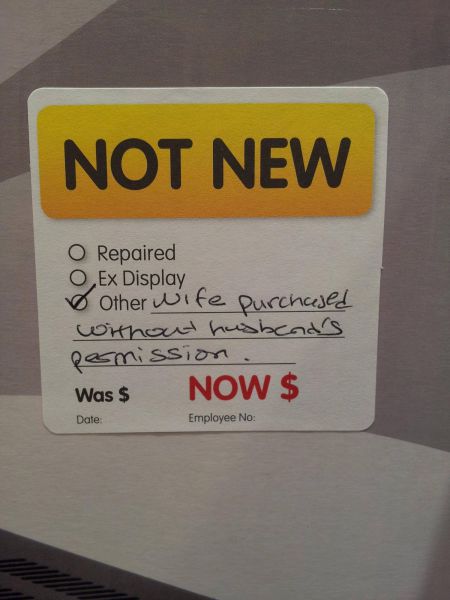 NOT NEW
Repaired
Ex Display
Other wife purchased
without husband's
permission.
Was $ NOW $
Date: Employee No: